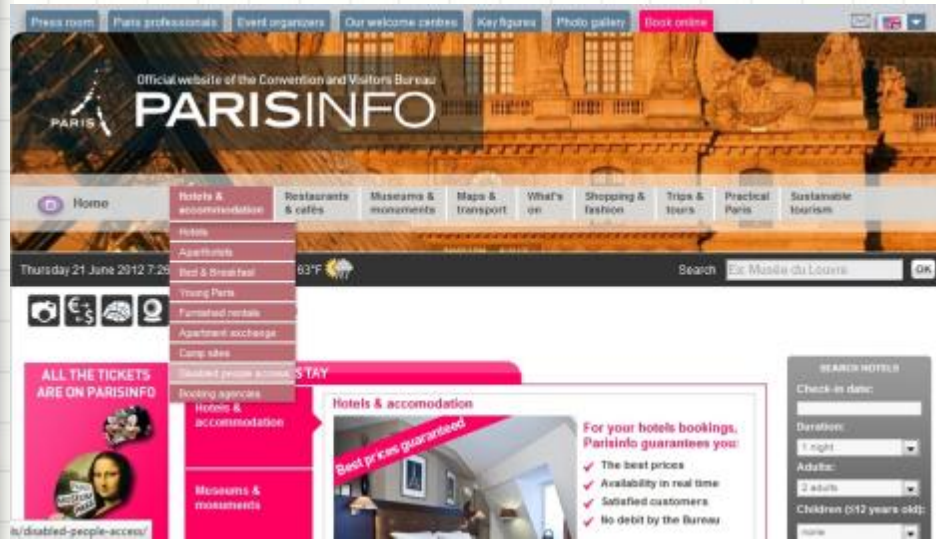 Press room
Paris professionals
Event organizers
Our welcome centres
Key figures
Photo gallery
Book online
Official website of the Convention and Visitors Bureau
PARIS
PARISINFO
Home
Hotels &
accommodation
Restaurants
& cafés
Museums &
monuments
Maps &
transport
What's
on
Shopping &
fashion
Trips &
tours
Practical
Paris
Sustainable
tourism
Hotels
Aparthotels
Bed & Breakfast
Young Paris
Furnished rentals
Apartment exchange
Camp sites
Disabled people access
Booking agencies
Thursday 21 June 2012 7:26
63°F
Search
Ex: Musée du Louvre
OK
ALL THE TICKETS
ARE ON PARISINFO
STAY
Hotels &
accommodation
Museums &
monuments
Hotels & accomodation
Best prices guaranteed
For your hotels bookings,
Parisinfo guarantees you:
The best prices
Availability in real time
Satisfied customers
No debit by the Bureau
SEARCH HOTELS
Check-in date:
Duration:
1 night
Adults:
2 adults
Children (≤12 years old):
none
ls/disabled-people-access/